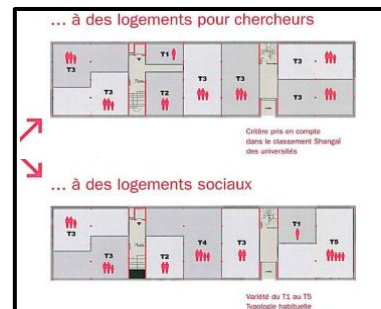 ... à des logements pour chercheurs
T3
T1
T3
T3
T2
T3
T3
T3
Critère pris en compte
dans le classement Shangaï
des universités
... à des logements sociaux
T3
T1
T4
T3
T5
T3
T2
Variété du T1 au T5
Typologie habituelle